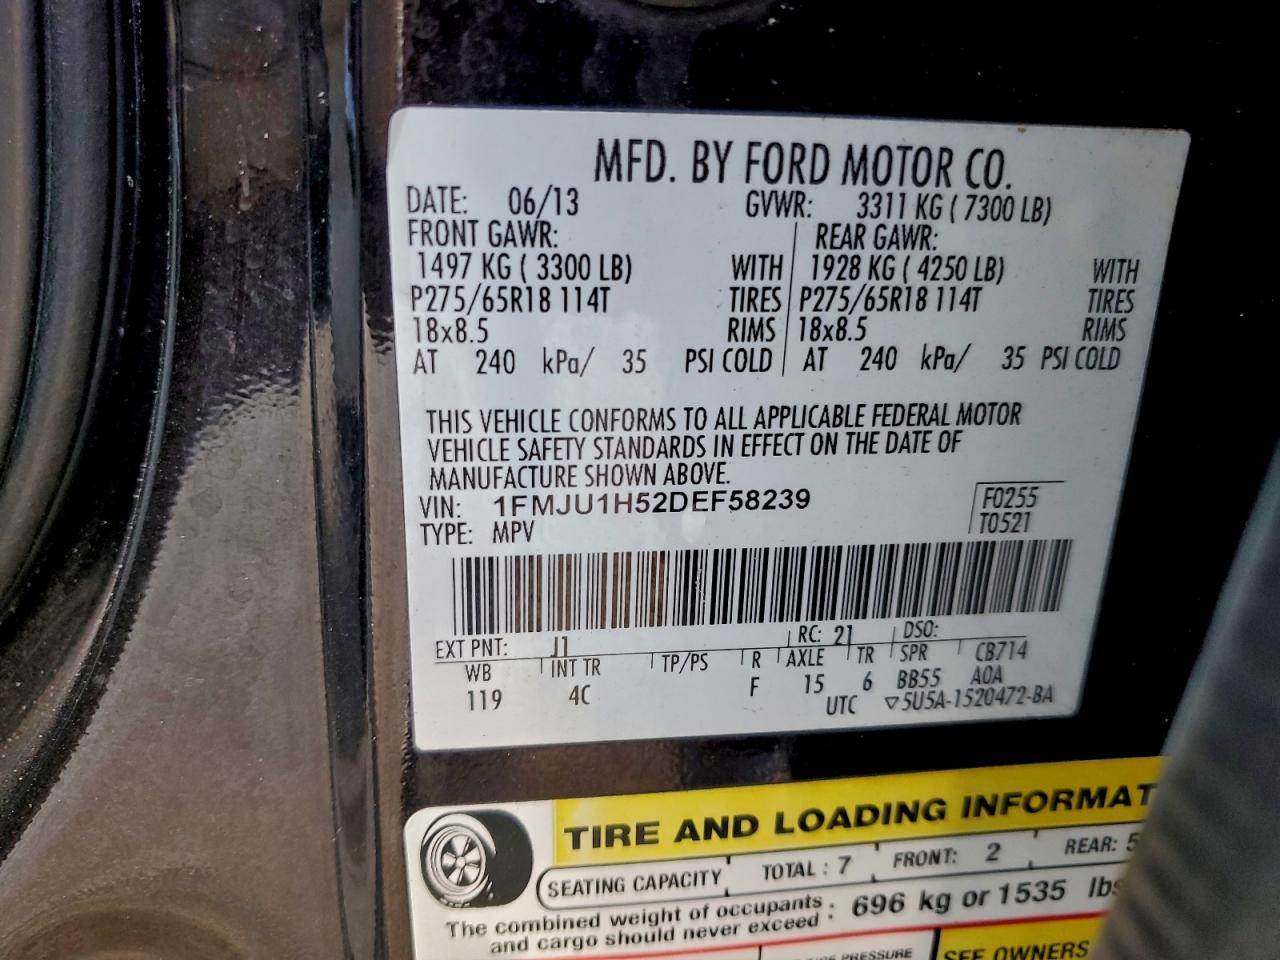 MFD. BY FORD MOTOR CO.
DATE: 06/13 GVWR: 3311 KG ( 7300 LB)
FRONT GAWR: REAR GAWR:
1497 KG ( 3300 LB) WITH 1928 KG ( 4250 LB) WITH
P275/65R18 114T TIRES P275/65R18 114T TIRES
18x8.5 RIMS 18x8.5 RIMS
AT 240 kPa/ 35 PSI COLD AT 240 kPa/ 35 PSI COLD
THIS VEHICLE CONFORMS TO ALL APPLICABLE FEDERAL MOTOR
VEHICLE SAFETY STANDARDS IN EFFECT ON THE DATE OF
MANUFACTURE SHOWN ABOVE.
VIN: 1FMJU1H52DEF58239 F0255
TYPE: MPV T0521
EXT PNT: J1 RC: 21 DSO:
WB INT TR TP/PS R AXLE TR SPR CB714
119 4C F 15 6 BB55 A0A
UTC ▽5U5A-1520472-BA
TIRE AND LOADING INFORMAT
SEATING CAPACITY TOTAL : 7 FRONT: 2 REAR: 5
The combined weight of occupants : 696 kg or 1535 lbs
and cargo should never exceed
PRESSURE
SEE OWNERS